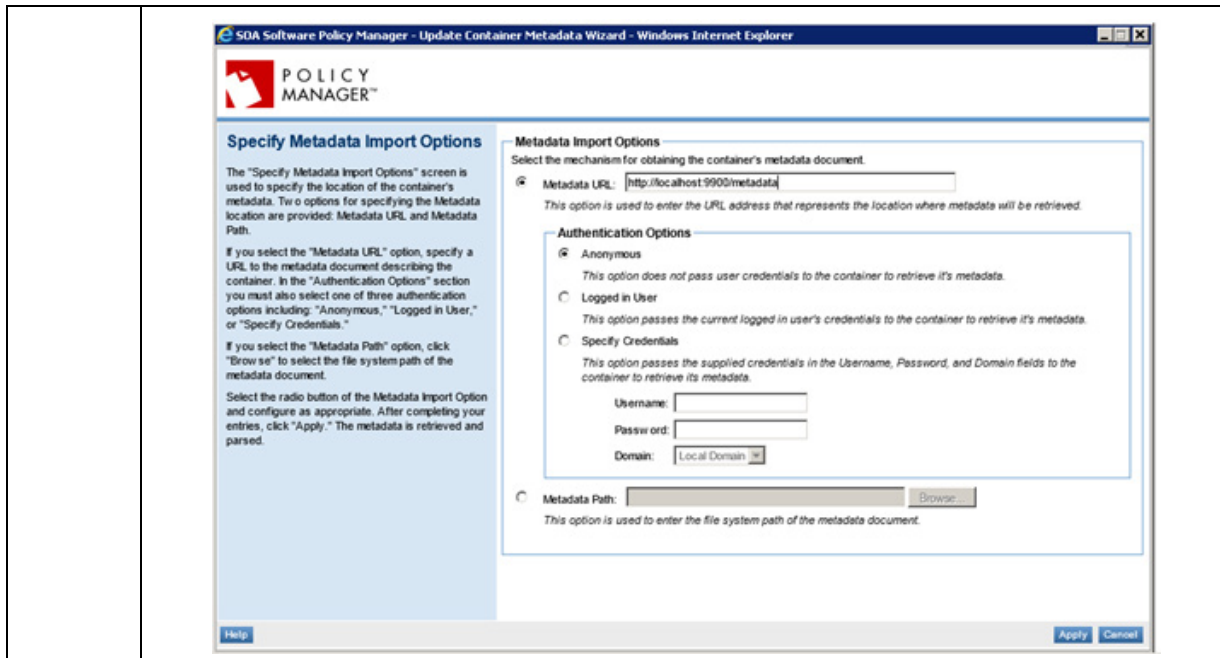 SOA Software Policy Manager - Update Container Metadata Wizard - Windows Internet Explorer
POLICY
MANAGER™
Specify Metadata Import Options
The "Specify Metadata Import Options" screen is
used to specify the location of the container's
metadata. Two options for specifying the Metadata
location are provided: Metadata URL and Metadata
Path.
If you select the "Metadata URL" option, specify a
URL to the metadata document describing the
container. In the "Authentication Options" section
you must also select one of three authentication
options including: "Anonymous," "Logged in User,"
or "Specify Credentials."
If you select the "Metadata Path" option, click
"Browse" to select the file system path of the
metadata document.
Select the radio button of the Metadata Import Option
and configure as appropriate. After completing your
entries, click "Apply." The metadata is retrieved and
parsed.
Metadata Import Options
Select the mechanism for obtaining the container's metadata document.
Metadata URL: http://localhost:9900/metadata
This option is used to enter the URL address that represents the location where metadata will be retrieved.
Authentication Options
Anonymous
This option does not pass user credentials to the container to retrieve it's metadata.
Logged in User
This option passes the current logged in user's credentials to the container to retrieve it's metadata.
Specify Credentials
This option passes the supplied credentials in the Username, Password, and Domain fields to the
container to retrieve its metadata.
Username:
Password:
Domain: Local Domain
Metadata Path: Browse...
This option is used to enter the file system path of the metadata document.
Help
Apply Cancel